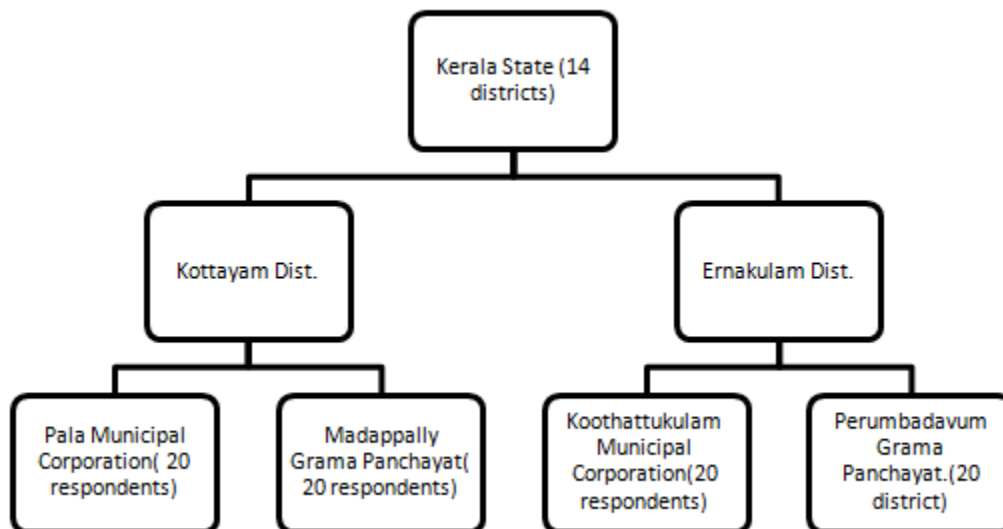 Kerala State (14
districts)
Kottayam Dist.
Ernakulam Dist.
Pala Municipal
Corporation( 20
respondents)
Madappally
Grama Panchayat(
20 respondents)
Koothattukulam
Municipal
Corporation(20
respondents)
Perumbadavum
Grama
Panchayat.(20
district)